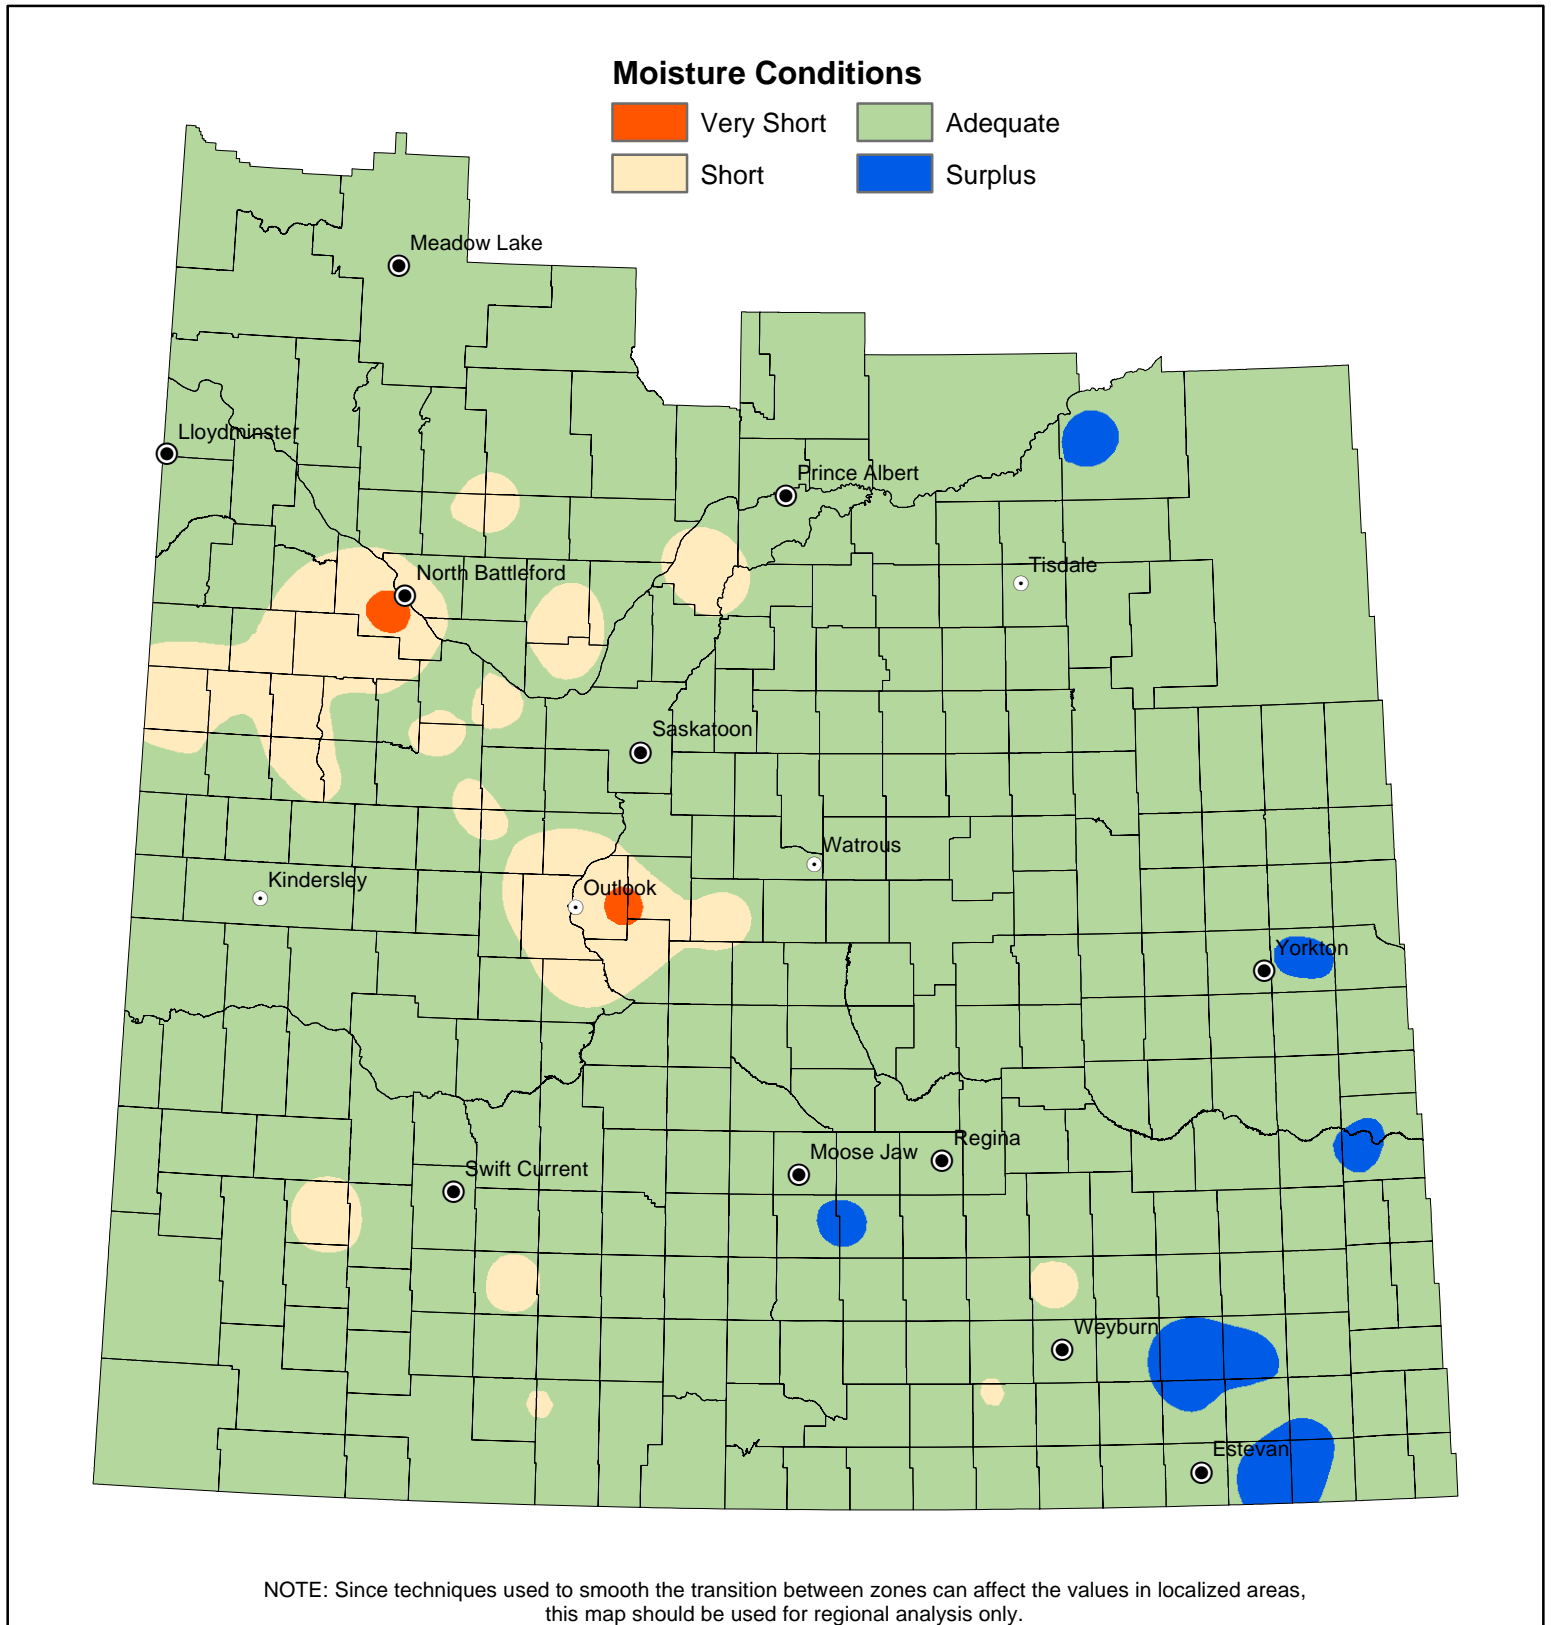 Moisture Conditions
Very Short
Adequate
Short
Surplus
Meadow Lake
Lloydminster
Prince Albert
North Battleford
Tisdale
Saskatoon
Watrous
Kindersley
Outlook
Yorkton
Regina
Moose Jaw
Swift Current
Weyburn
Estevan
NOTE: Since techniques used to smooth the transition between zones can affect the values in localized areas,
this map should be used for regional analysis only.